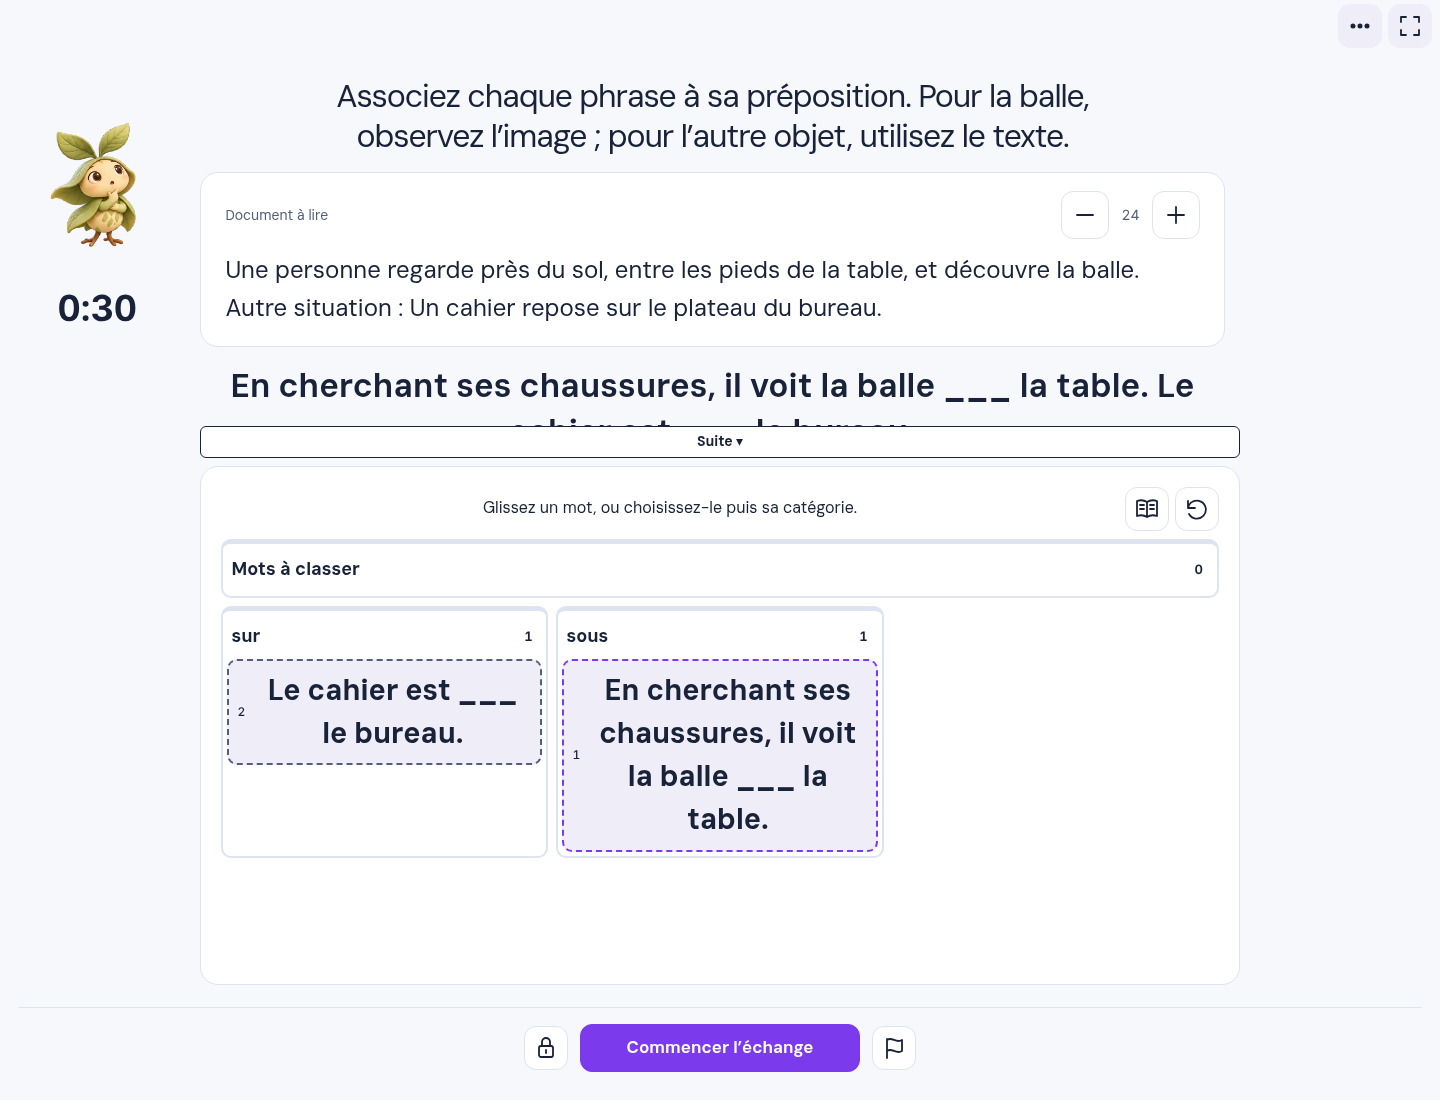 Associez chaque phrase à sa préposition. Pour la balle,
observez l’image ; pour l’autre objet, utilisez le texte.
0:30
Document à lire
24
Une personne regarde près du sol, entre les pieds de la table, et découvre la balle.
Autre situation : Un cahier repose sur le plateau du bureau.
En cherchant ses chaussures, il voit la balle ___ la table. Le
cahier est ___ le bureau.
Suite ▾
Glissez un mot, ou choisissez-le puis sa catégorie.
Mots à classer
0
sur
1
2
Le cahier est ___
le bureau.
sous
1
1
En cherchant ses
chaussures, il voit
la balle ___ la
table.
Commencer l’échange